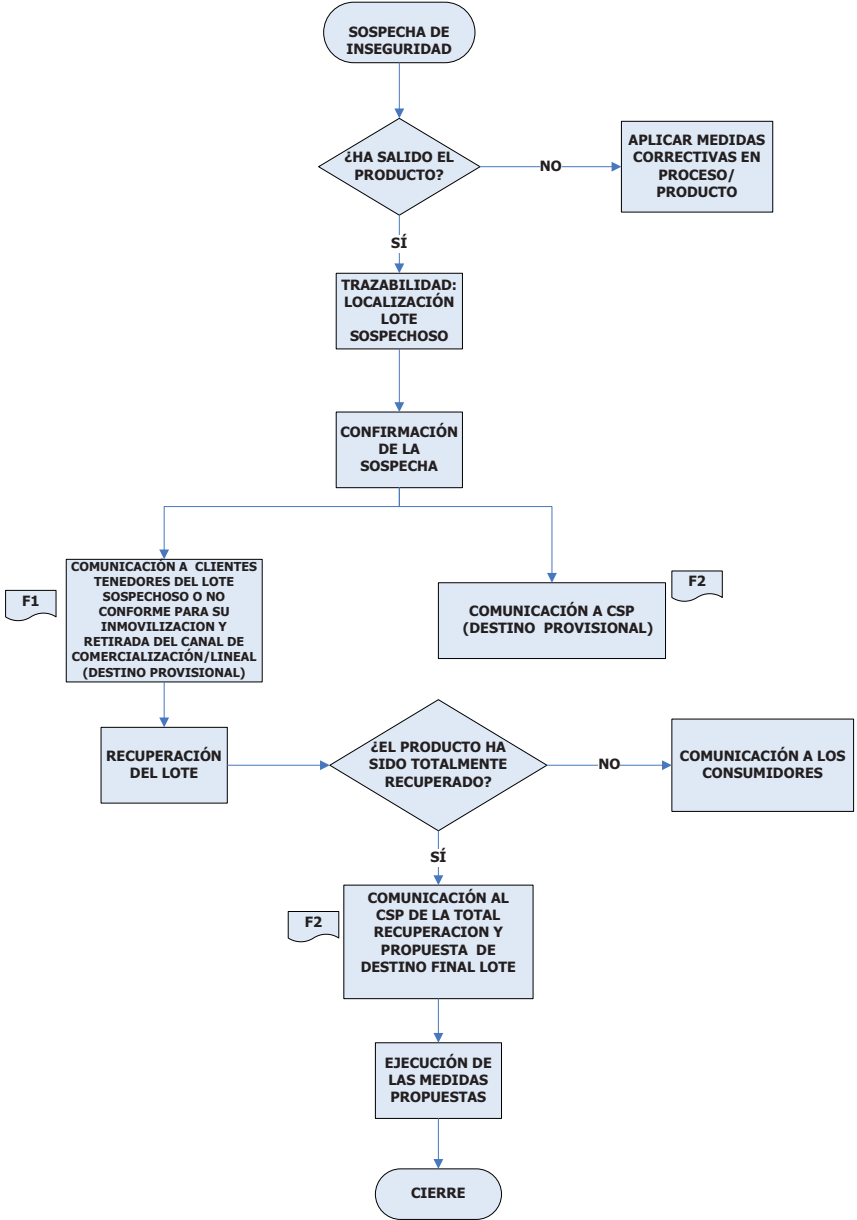 SOSPECHA DE
INSEGURIDAD
¿HA SALIDO EL
PRODUCTO?
NO
APLICAR MEDIDAS
CORRECTIVAS EN
PROCESO/
PRODUCTO
SÍ
TRAZABILIDAD:
LOCALIZACIÓN
LOTE
SOSPECHOSO
CONFIRMACIÓN
DE LA
SOSPECHA
F1
COMUNICACIÓN A CLIENTES
TENEDORES DEL LOTE
SOSPECHOSO O NO
CONFORME PARA SU
INMOVILIZACION Y
RETIRADA DEL CANAL DE
COMERCIALIZACIÓN/LINEAL
(DESTINO PROVISIONAL)
F2
COMUNICACIÓN A CSP
(DESTINO PROVISIONAL)
RECUPERACIÓN
DEL LOTE
¿EL PRODUCTO HA
SIDO TOTALMENTE
RECUPERADO?
NO
COMUNICACIÓN A LOS
CONSUMIDORES
SÍ
F2
COMUNICACIÓN AL
CSP DE LA TOTAL
RECUPERACION Y
PROPUESTA DE
DESTINO FINAL LOTE
EJECUCIÓN DE
LAS MEDIDAS
PROPUESTAS
CIERRE